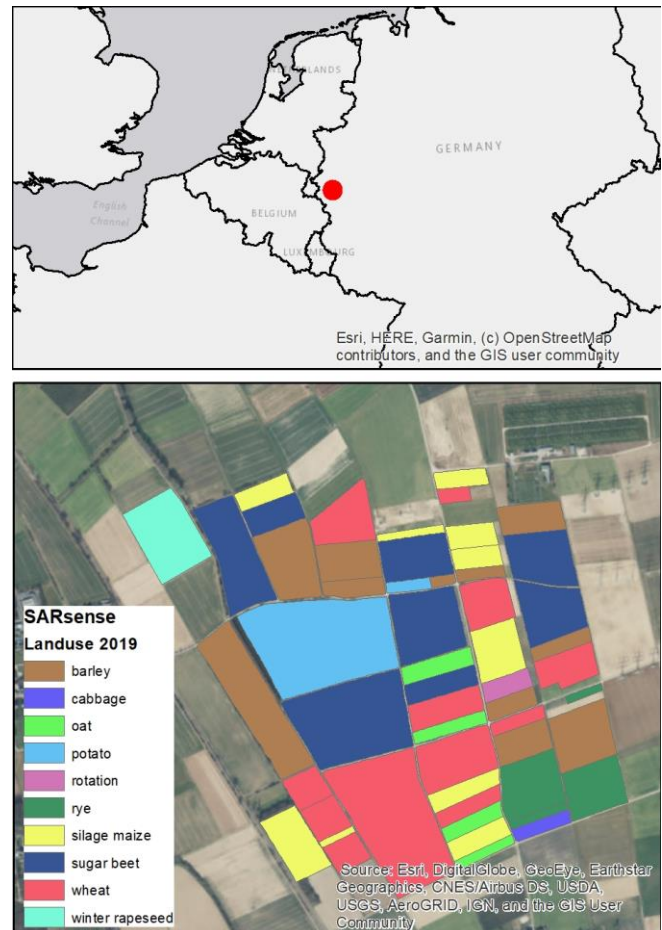 NETHERLANDS
GERMANY
English
Channel
BELGIUM
LUXEMBOURG
Esri, HERE, Garmin, (c) OpenStreetMap
contributors, and the GIS user community
SARsense
Landuse 2019
barley
cabbage
oat
potato
rotation
rye
silage maize
sugar beet
wheat
winter rapeseed
Source: Esri, DigitalGlobe, GeoEye, Earthstar
Geographics, CNES/Airbus DS, USDA,
USGS, AeroGRID, IGN, and the GIS User
Community